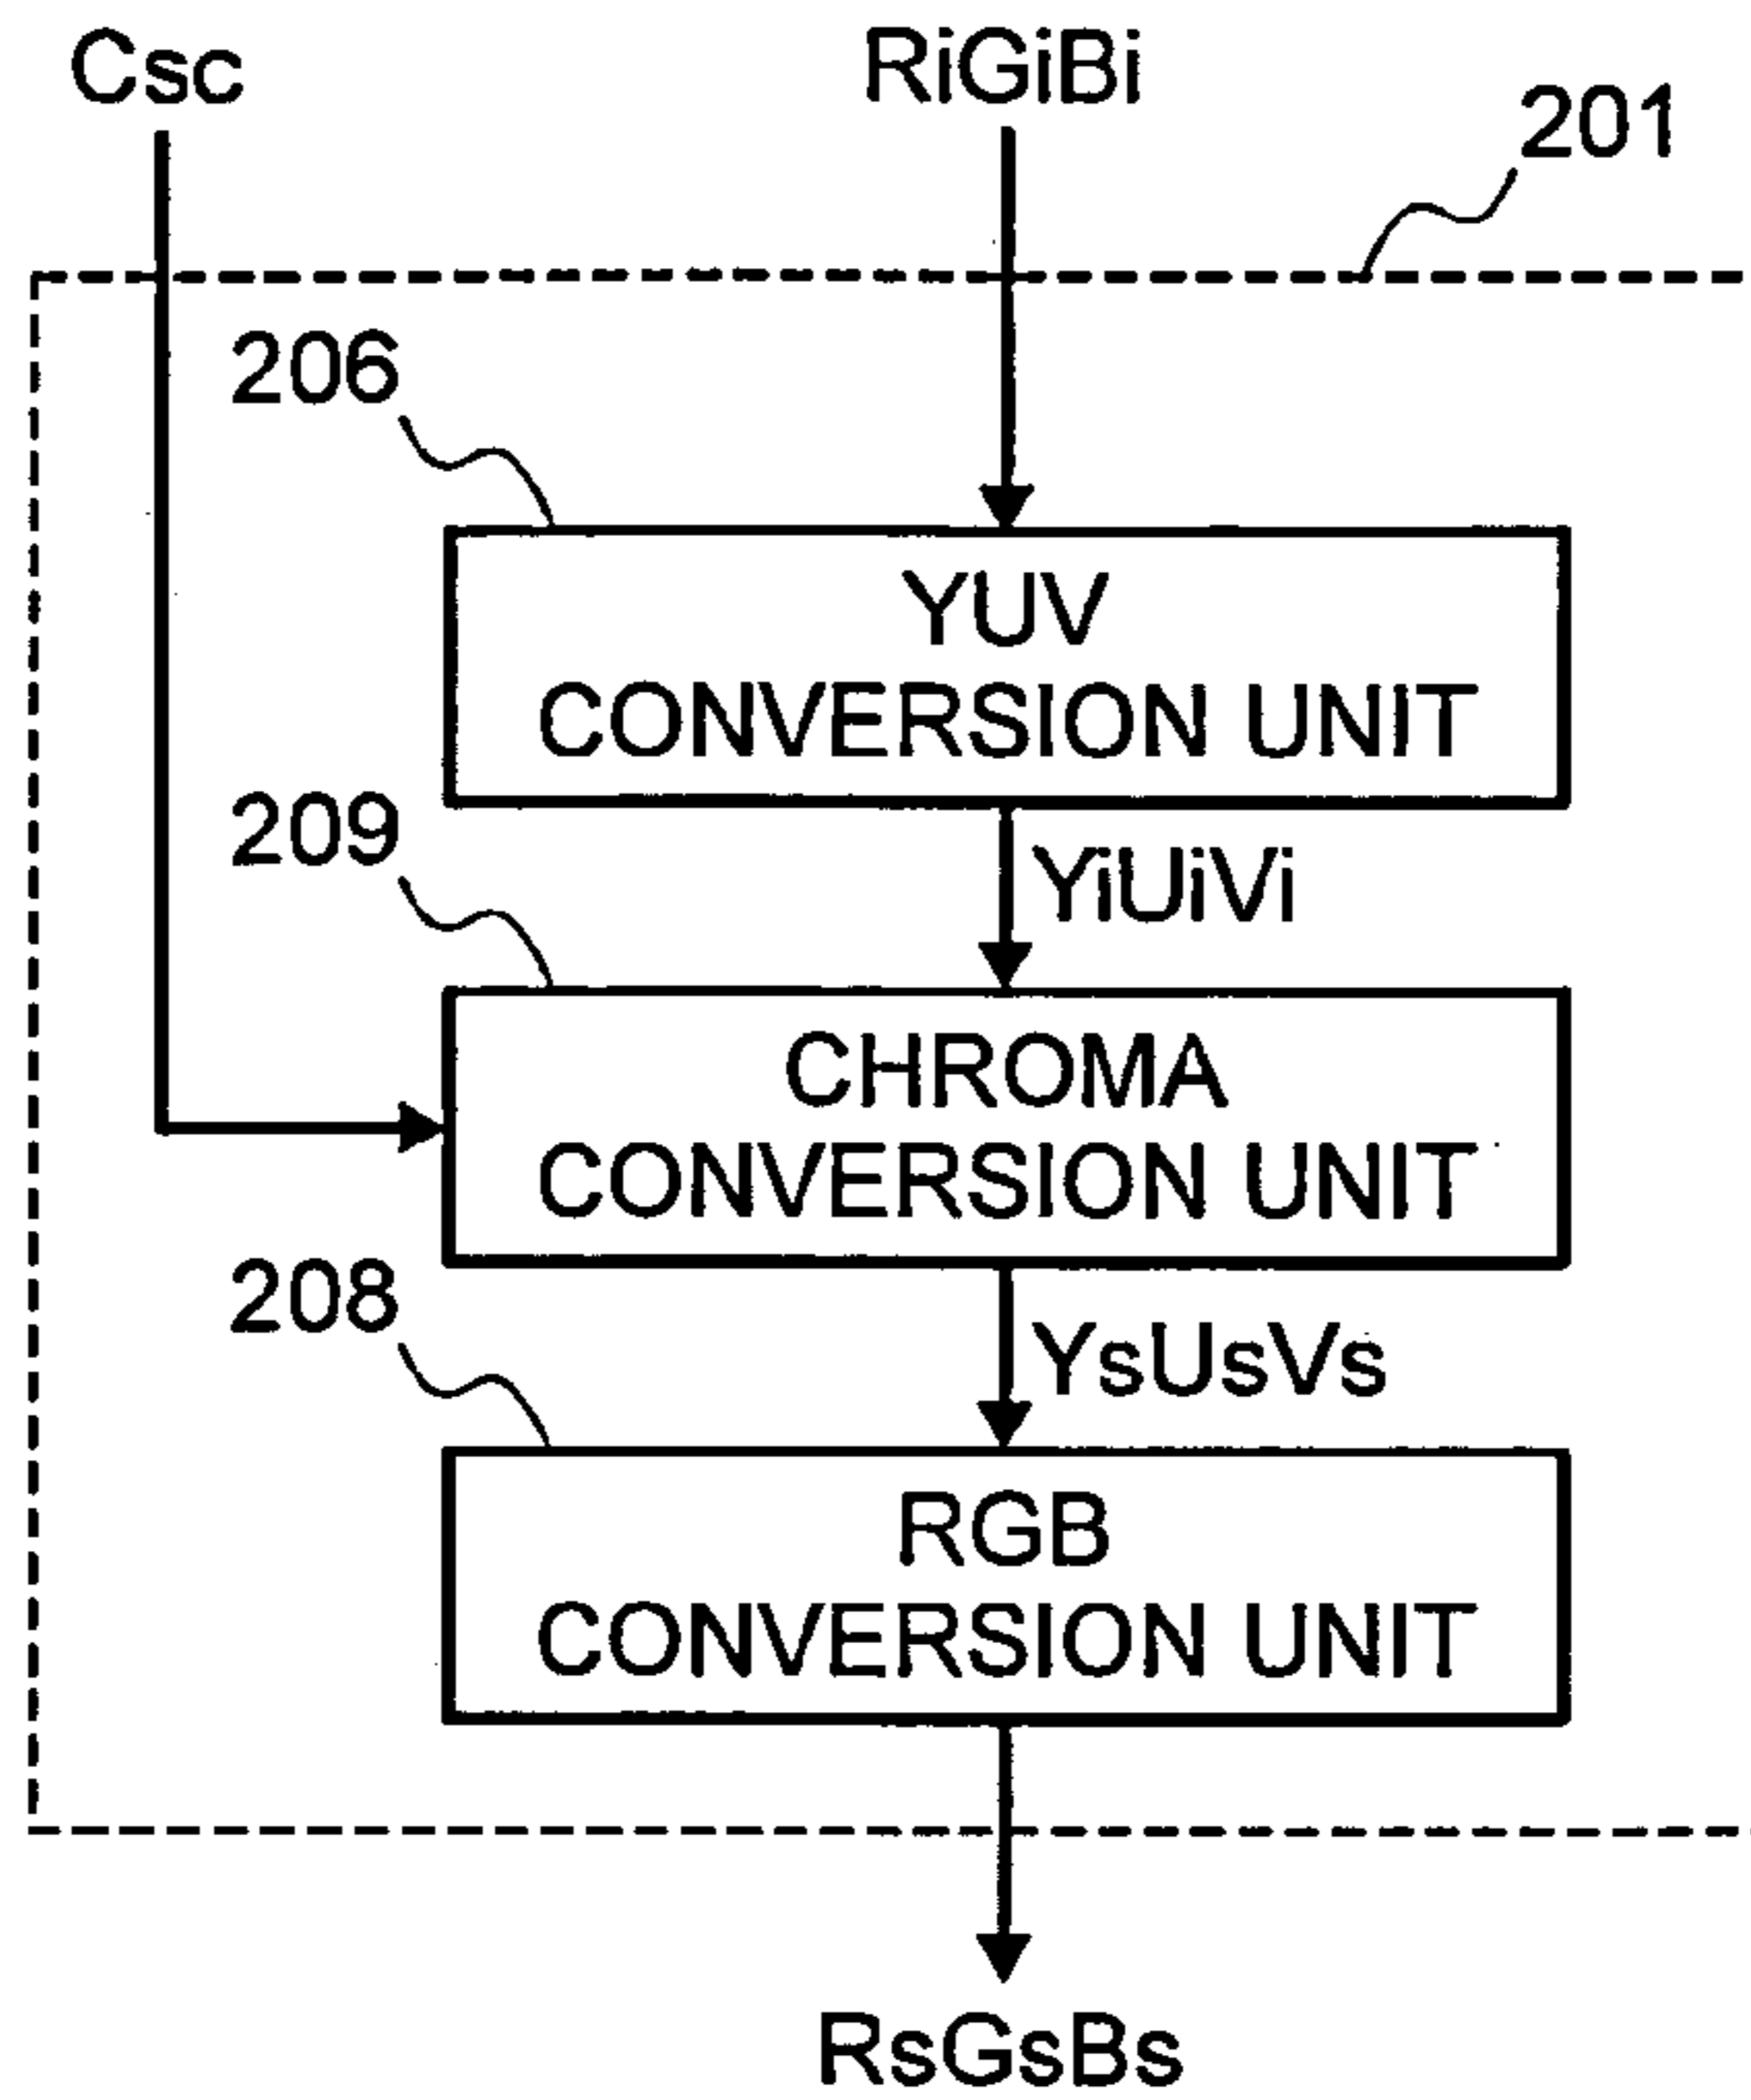 Csc
RiGiBi
201
206
YUV
CONVERSION UNIT
209
YiUiVi
CHROMA
CONVERSION UNIT
208
YsUsVs
RGB
CONVERSION UNIT
RsGsBs